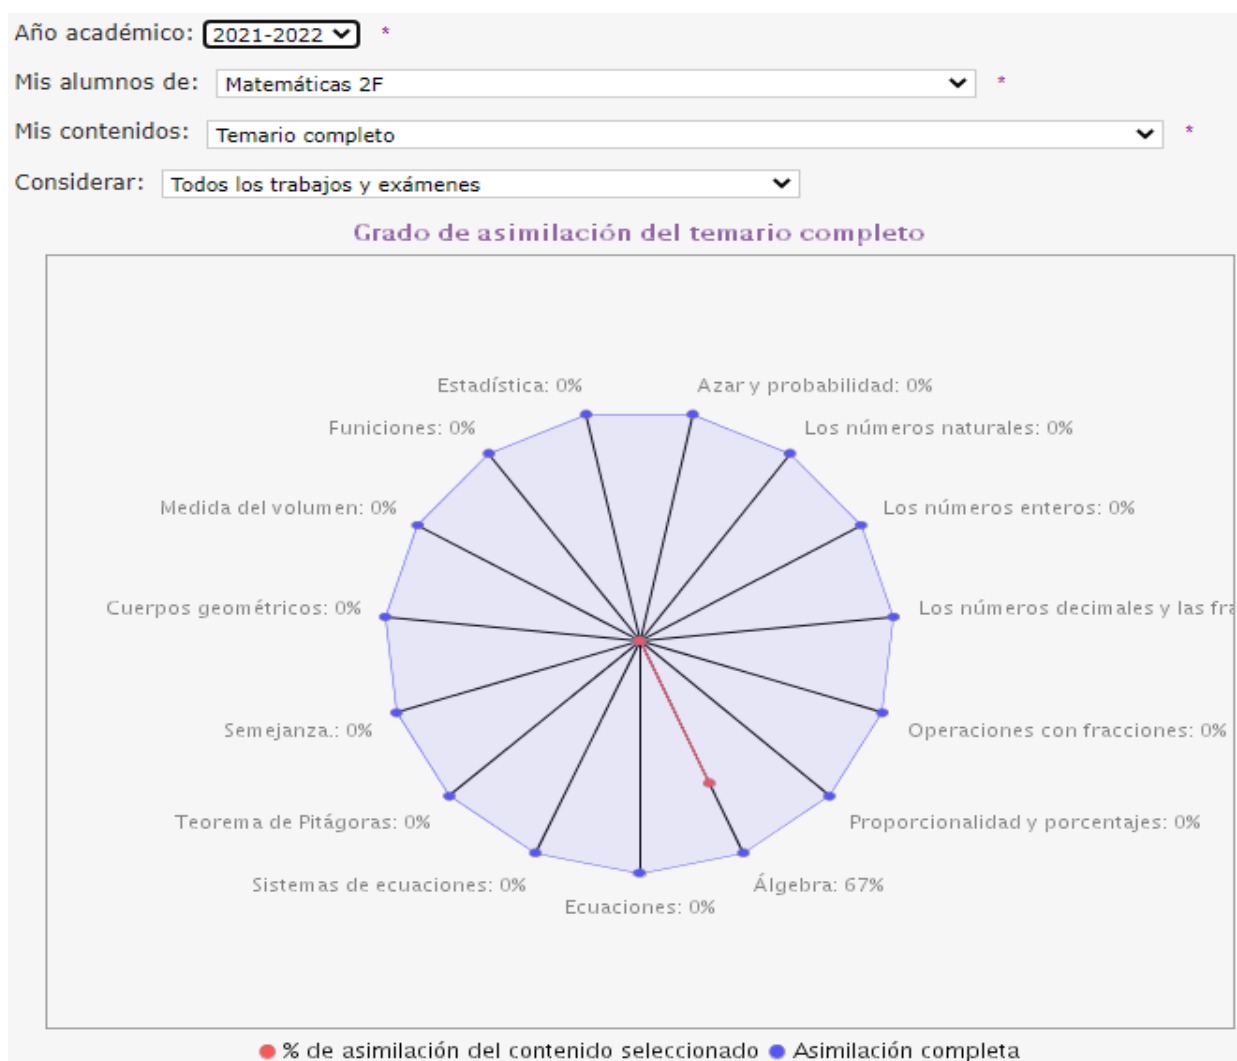 Año académico: 2021-2022 *
Mis alumnos de: Matemáticas 2F *
Mis contenidos: Temario completo *
Considerar: Todos los trabajos y exámenes
Grado de asimilación del temario completo
Estadística: 0% Azar y probabilidad: 0%
Funiciones: 0% Los números naturales: 0%
Medida del volumen: 0% Los números enteros: 0%
Cuerpos geométricos: 0% Los números decimales y las fra
Semejanza.: 0% Operaciones con fracciones: 0%
Teorema de Pitágoras: 0% Proporcionalidad y porcentajes: 0%
Sistemas de ecuaciones: 0% Álgebra: 67%
Ecuaciones: 0%
% de asimilación del contenido seleccionado Asimilación completa